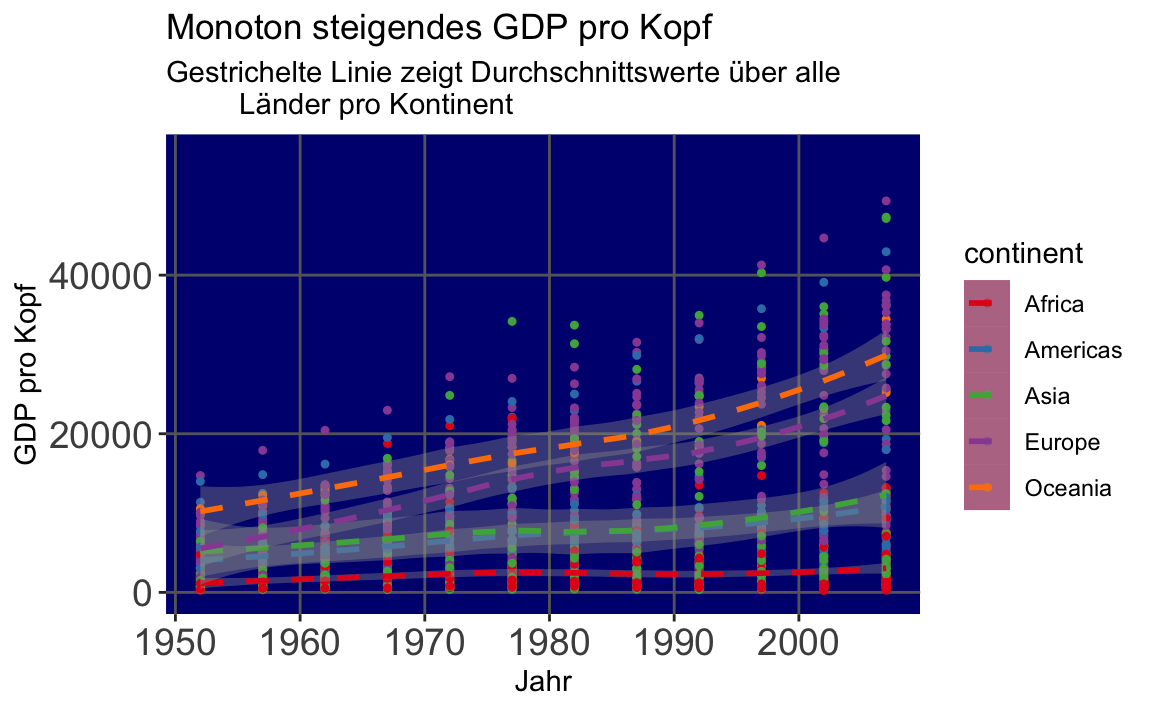 Monoton steigendes GDP pro Kopf
Gestrichelte Linie zeigt Durchschnittswerte über alle
Länder pro Kontinent
GDP pro Kopf
40000
20000
0
1950 1960 1970 1980 1990 2000
Jahr
continent
Africa
Americas
Asia
Europe
Oceania